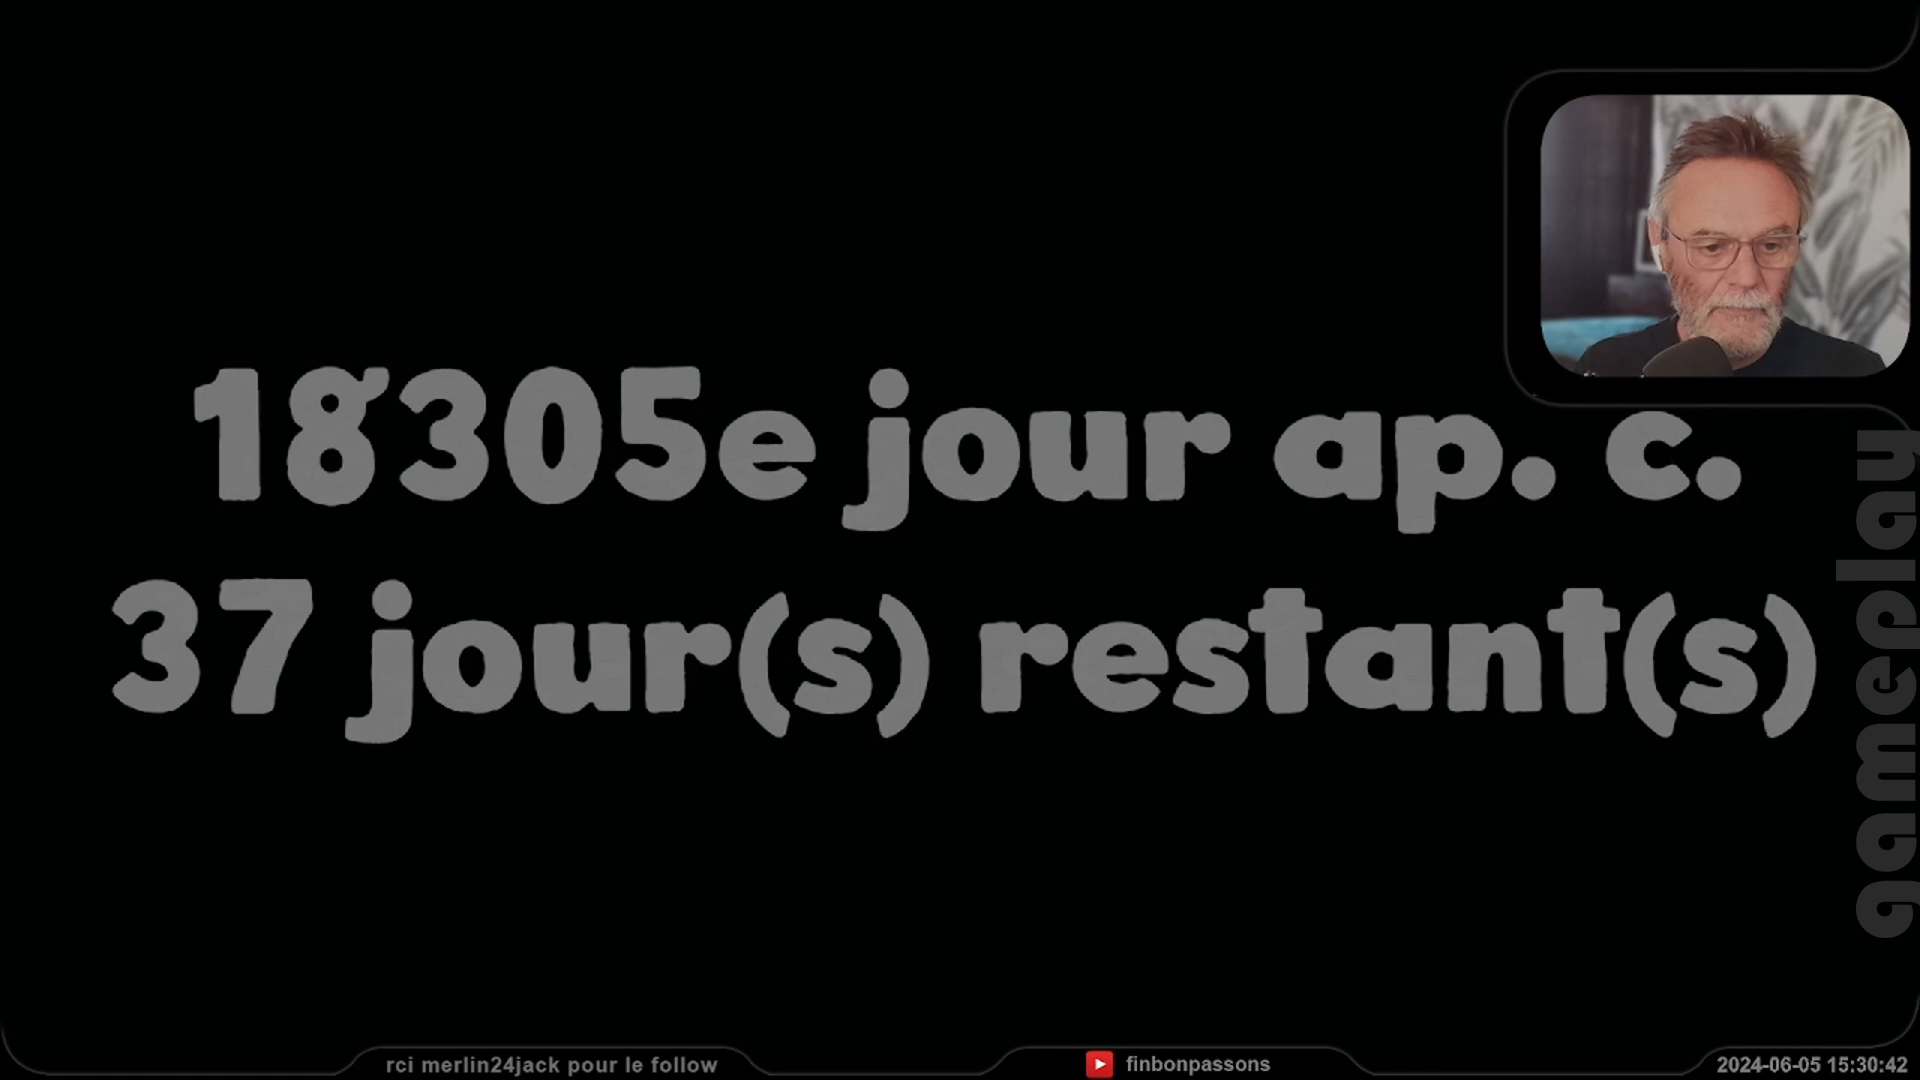 18305e jour ap. c.
37 jour(s) restant(s)
gameplay
rci merlin24jack pour le follow
finbonpassons
2024-06-05 15:30:42